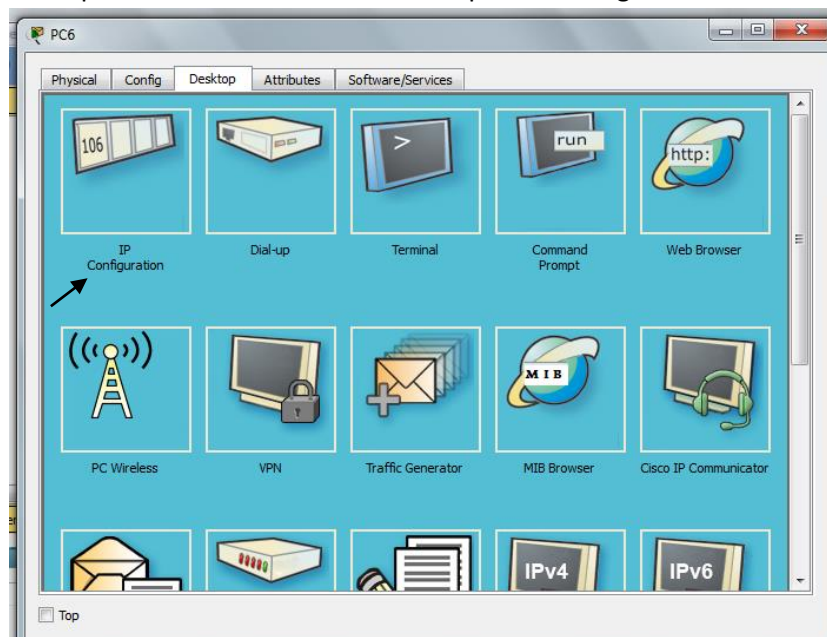 PC6
Physical Config Desktop Attributes Software/Services
106
>
run
http:
IP
Configuration
Dial-up
Terminal
Command
Prompt
Web Browser
MIB
PC Wireless
VPN
Traffic Generator
MIB Browser
Cisco IP Communicator
IPv4
IPv6
Top